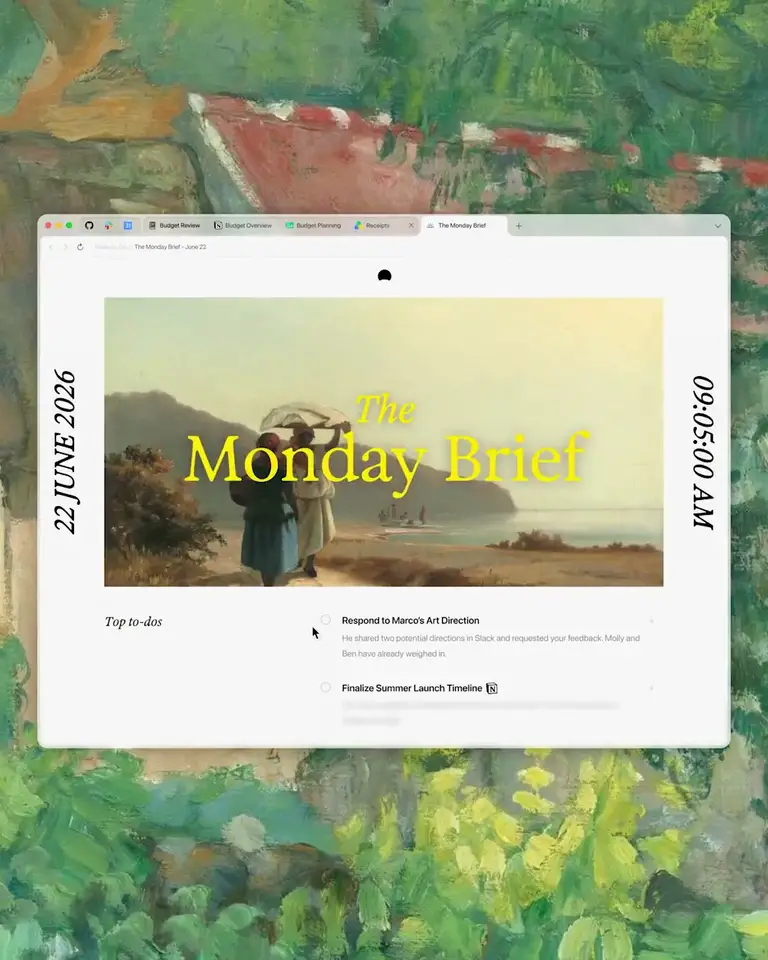 Budget Review
Budget Overview
Budget Planning
Receipts
The Monday Brief
The Monday Brief - June 22
22 JUNE 2026
The
Monday Brief
09:05:00 AM
Top to-dos
Respond to Marco's Art Direction
He shared two potential directions in Slack and requested your feedback. Molly and
Ben have already weighed in.
Finalize Summer Launch Timeline